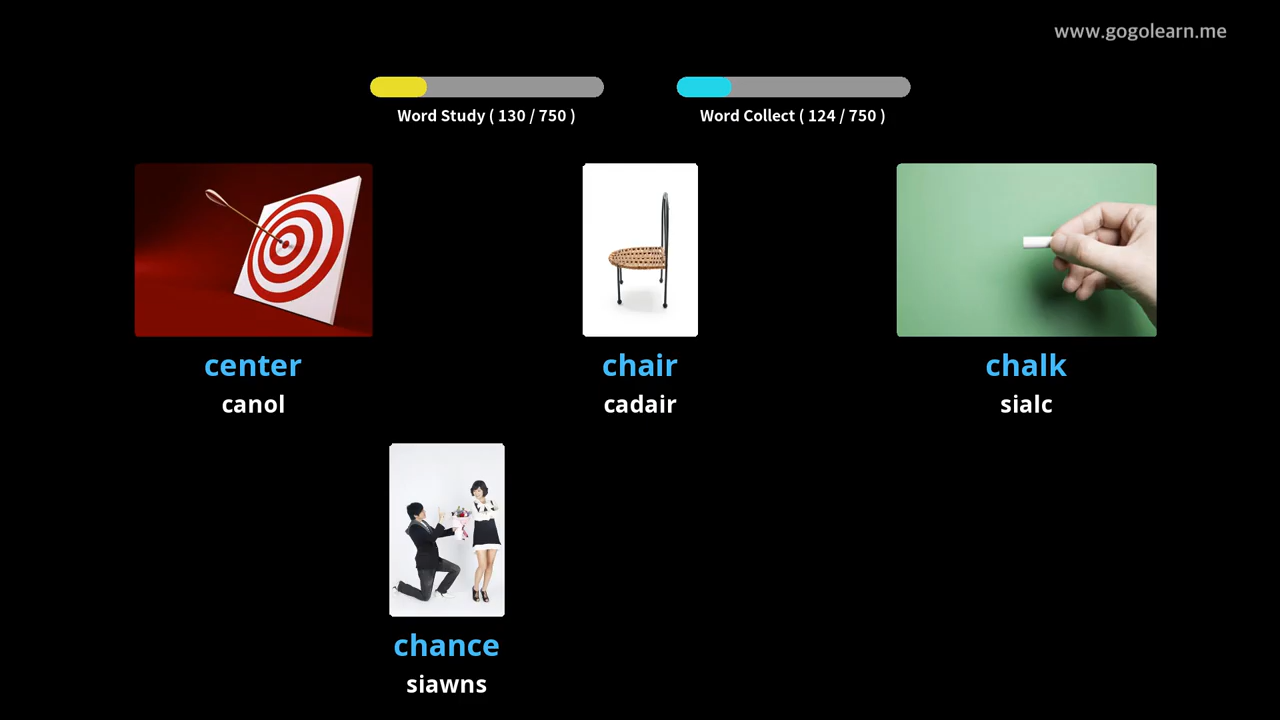 www.gogolearn.me
Word Study ( 130 / 750 )
Word Collect ( 124 / 750 )
center
canol
chair
cadair
chalk
sialc
chance
siawns